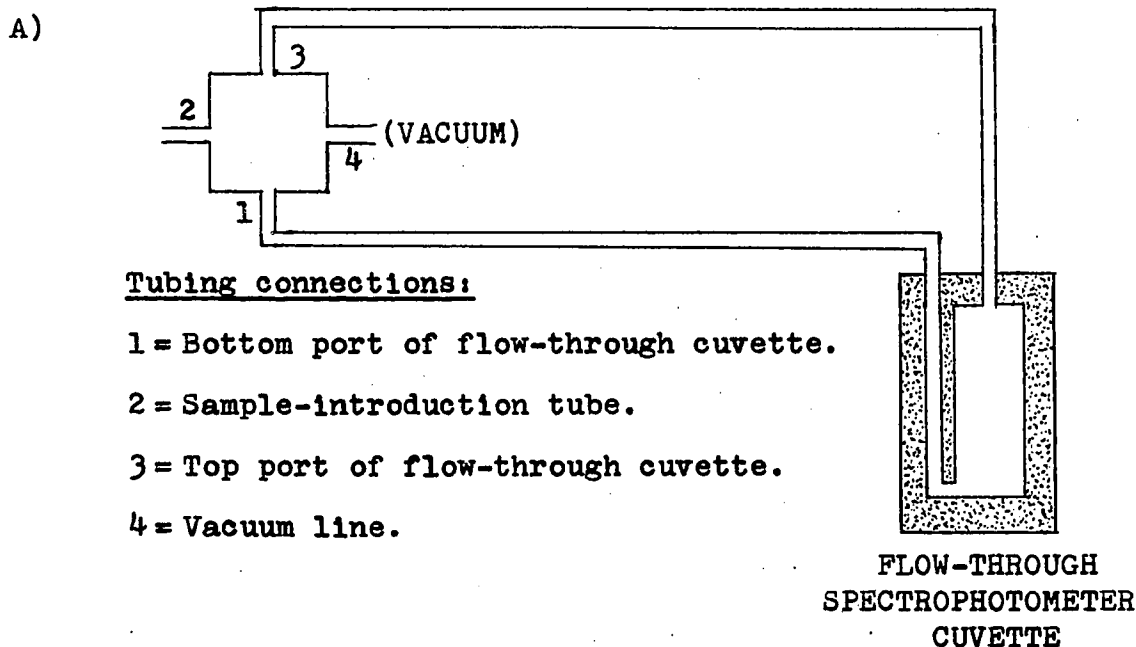 A)
3
2
(VACUUM)
4
1
Tubing connections:
1 = Bottom port of flow-through cuvette.
2 = Sample-introduction tube.
3 = Top port of flow-through cuvette.
4 = Vacuum line.
FLOW-THROUGH
SPECTROPHOTOMETER
CUVETTE